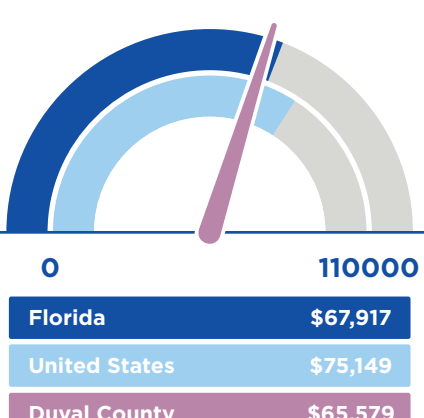 0 110000
Florida $67,917
United States $75,149
Duval County $65,579